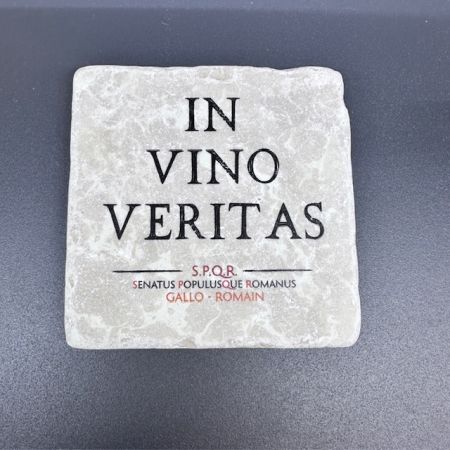 IN
VINO
VERITAS
S.P.Q.R.
SENATUS POPULUSQUE ROMANUS
GALLO - ROMAIN